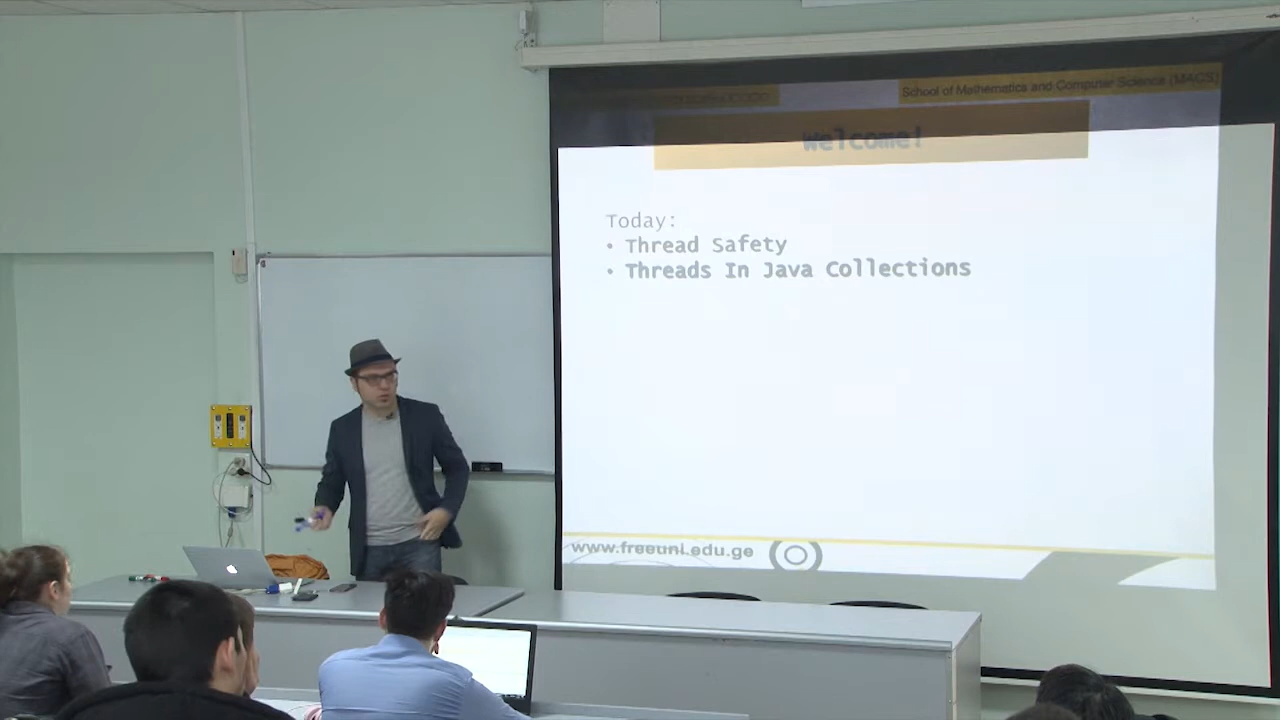 School of Mathematics and Computer Science (MACS)
Welcome!
Today:
• Thread Safety
• Threads In Java Collections
www.freeuni.edu.ge